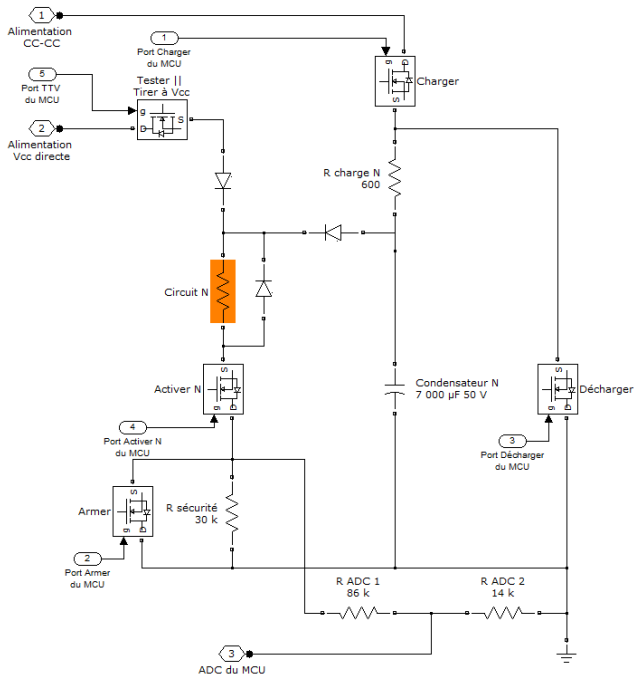 1
Alimentation
CC-CC
1
Port Charger
du MCU
g
D
S
Charger
5
Port TTV
du MCU
Tester ||
Tirer à Vcc
g
D
S
2
Alimentation
Vcc directe
R charge N
600
Circuit N
S
g
D
Activer N
Condensateur N
7 000 µF 50 V
S
g
D
Décharger
4
Port Activer N
du MCU
3
Port Décharger
du MCU
S
g
D
Armer
R sécurité
30 k
2
Port Armer
du MCU
R ADC 1
86 k
R ADC 2
14 k
3
ADC du MCU